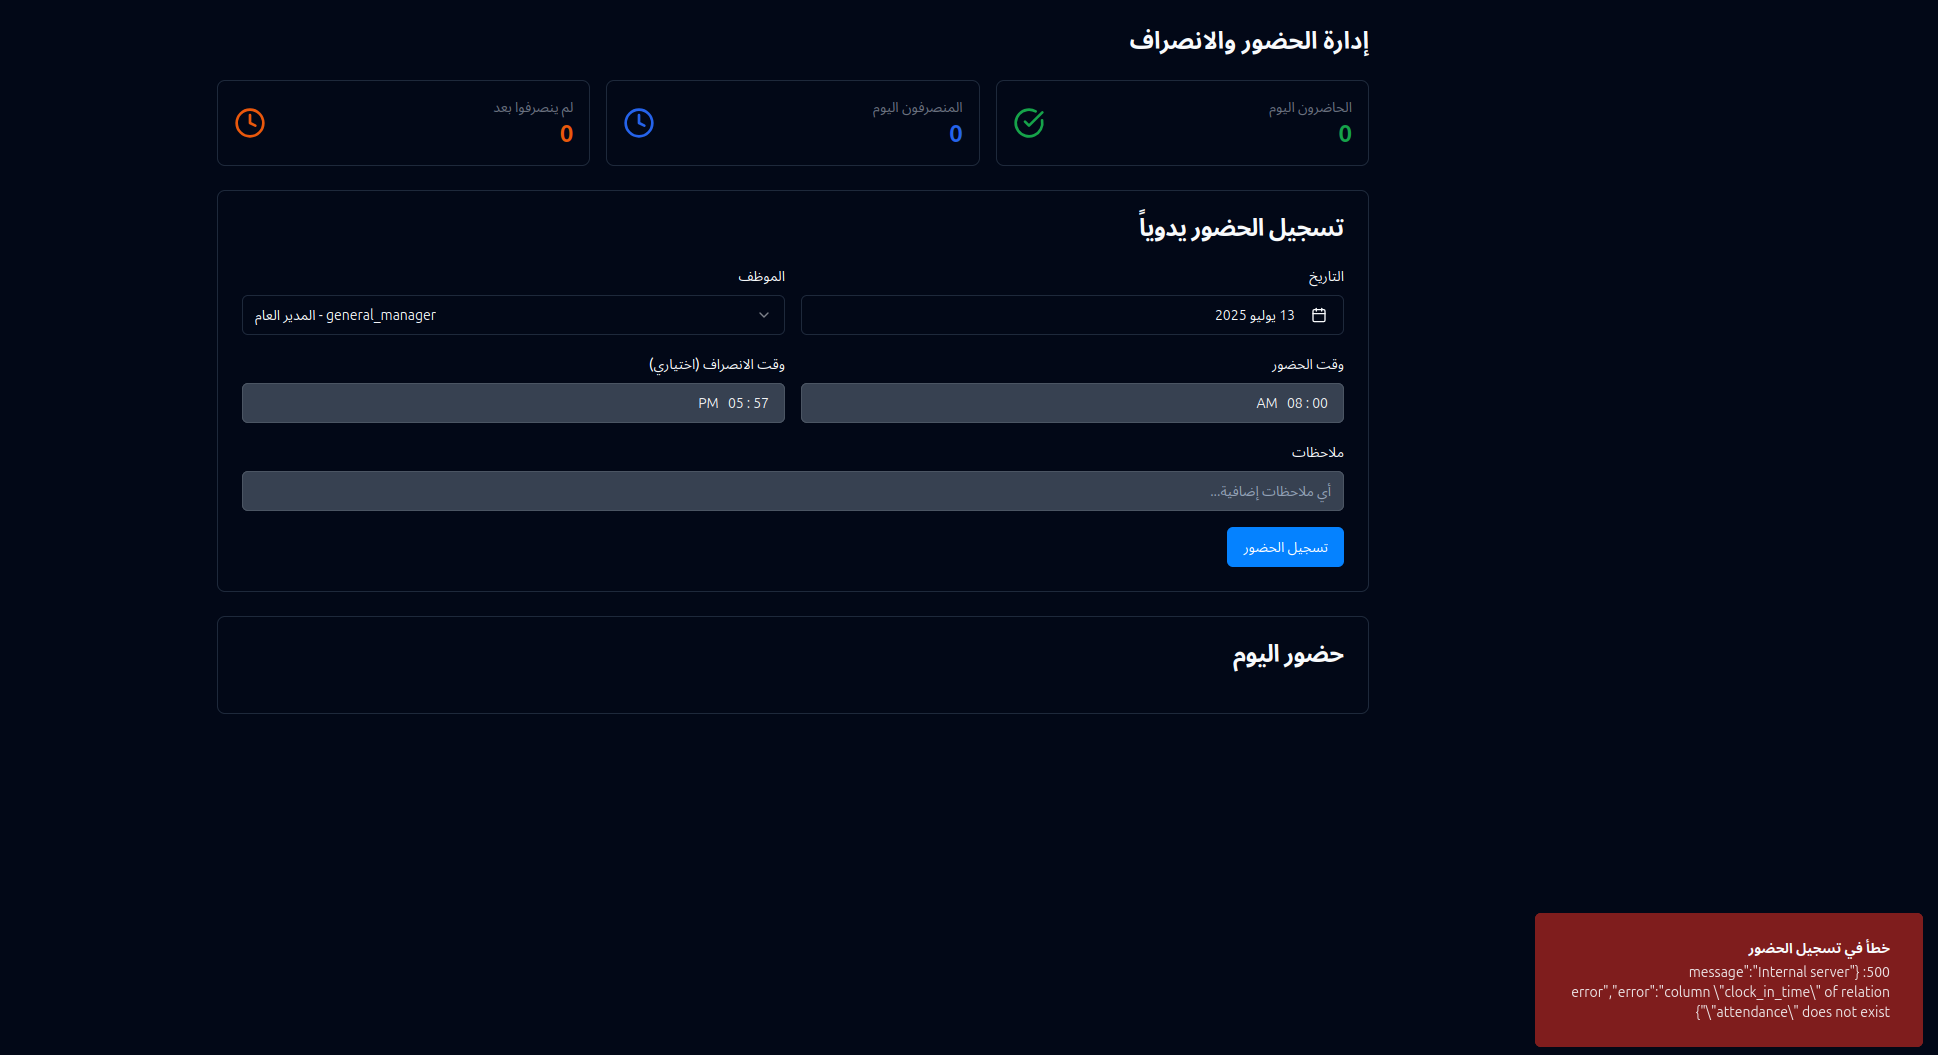 إدارة الحضور والانصراف
الحاضرون اليوم
0
المنصرفون اليوم
0
لم ينصرفوا بعد
0
تسجيل الحضور يدوياً
التاريخ
13 يوليو 2025
الموظف
general_manager - المدير العام
وقت الحضور
08:00 AM
وقت الانصراف (اختياري)
05:57 PM
ملاحظات
أي ملاحظات إضافية...
تسجيل الحضور
حضور اليوم
خطأ في تسجيل الحضور
500: {"message":"Internal server
error","error":"column \"clock_in_time\" of relation
\"attendance\" does not exist"}